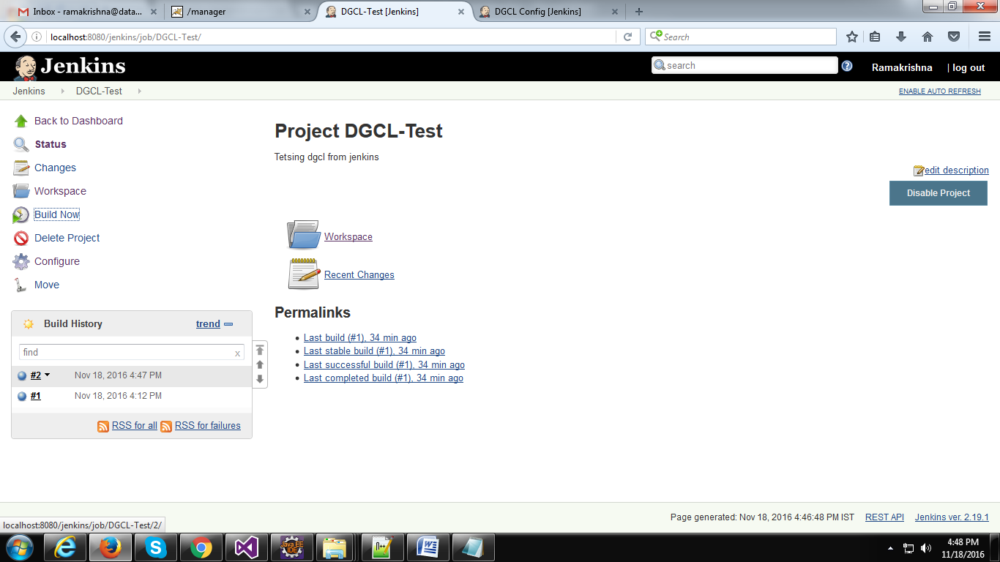 Inbox - ramakrishna@data...
/manager
DGCL-Test [Jenkins]
DGCL Config [Jenkins]
localhost:8080/jenkins/job/DGCL-Test/
Search
Jenkins
search
Ramakrishna
| log out
Jenkins
DGCL-Test
ENABLE AUTO REFRESH
Back to Dashboard
Status
Changes
Workspace
Build Now
Delete Project
Configure
Move
Build History
trend
find
x
#2 Nov 18, 2016 4:47 PM
#1 Nov 18, 2016 4:12 PM
RSS for all RSS for failures
Project DGCL-Test
Tetsing dgcl from jenkins
edit description
Disable Project
Workspace
Recent Changes
Permalinks
Last build (#1), 34 min ago
Last stable build (#1), 34 min ago
Last successful build (#1), 34 min ago
Last completed build (#1), 34 min ago
Page generated: Nov 18, 2016 4:46:48 PM IST REST API Jenkins ver. 2.19.1
localhost:8080/jenkins/job/DGCL-Test/2/
Java EE
IDE
4:48 PM
11/18/2016